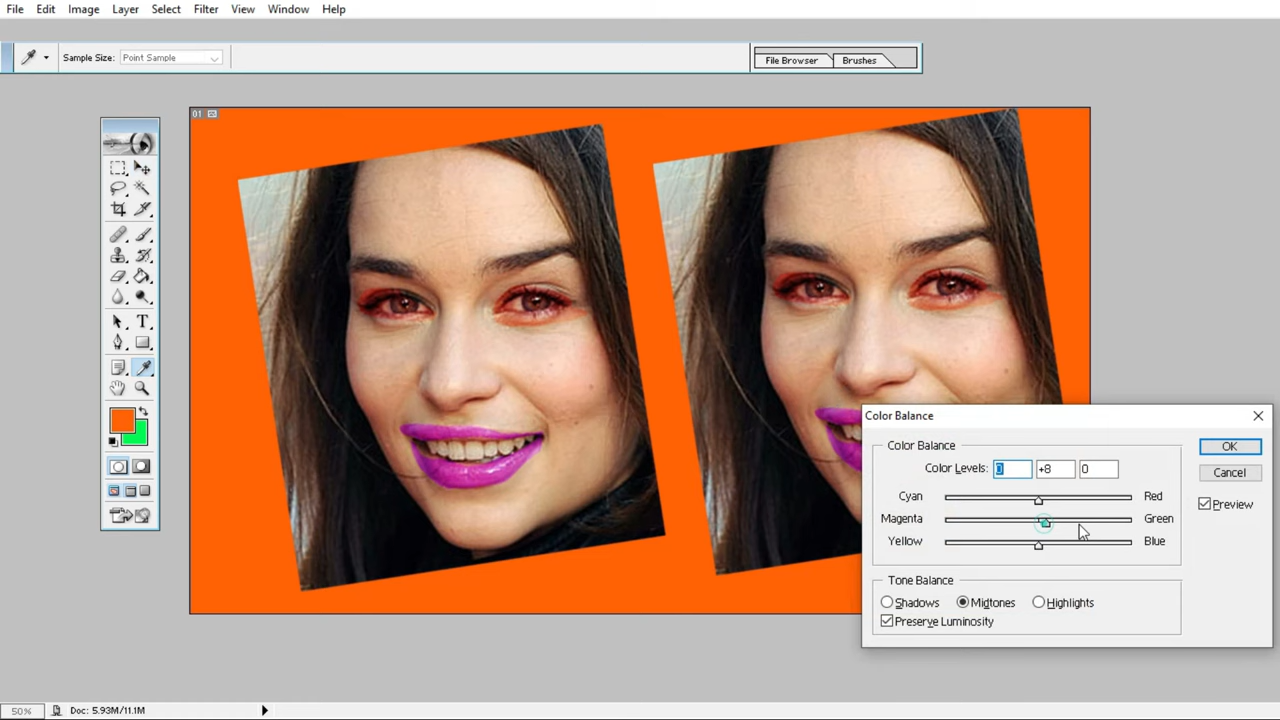 File Edit Image Layer Select Filter View Window Help
Sample Size: Point Sample
File Browser Brushes
01
Color Balance
Color Balance
OK
Color Levels: 0 +8 0
Cancel
Cyan Red
Preview
Magenta Green
Yellow Blue
Tone Balance
Shadows Midtones Highlights
Preserve Luminosity
50% Doc: 5.93M/11.1M